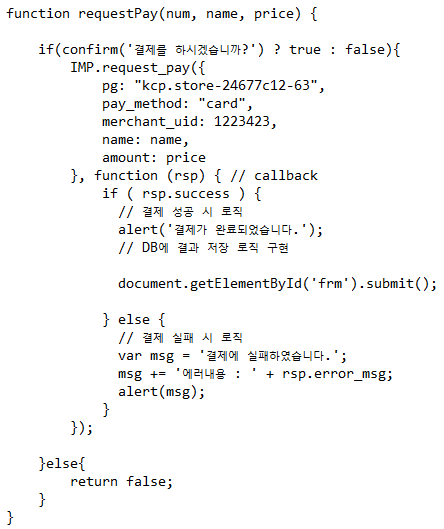 function requestPay(num, name, price) {
if(confirm('결제를 하시겠습니까?') ? true : false){
IMP.request_pay({
pg: "kcp.store-24677c12-63",
pay_method: "card",
merchant_uid: 1223423,
name: name,
amount: price
}, function (rsp) { // callback
if ( rsp.success ) {
// 결제 성공 시 로직
alert('결제가 완료되었습니다.');
// DB에 결과 저장 로직 구현
document.getElementById('frm').submit();
} else {
// 결제 실패 시 로직
var msg = '결제에 실패하였습니다.';
msg += '에러내용 : ' + rsp.error_msg;
alert(msg);
}
});
}else{
return false;
}
}